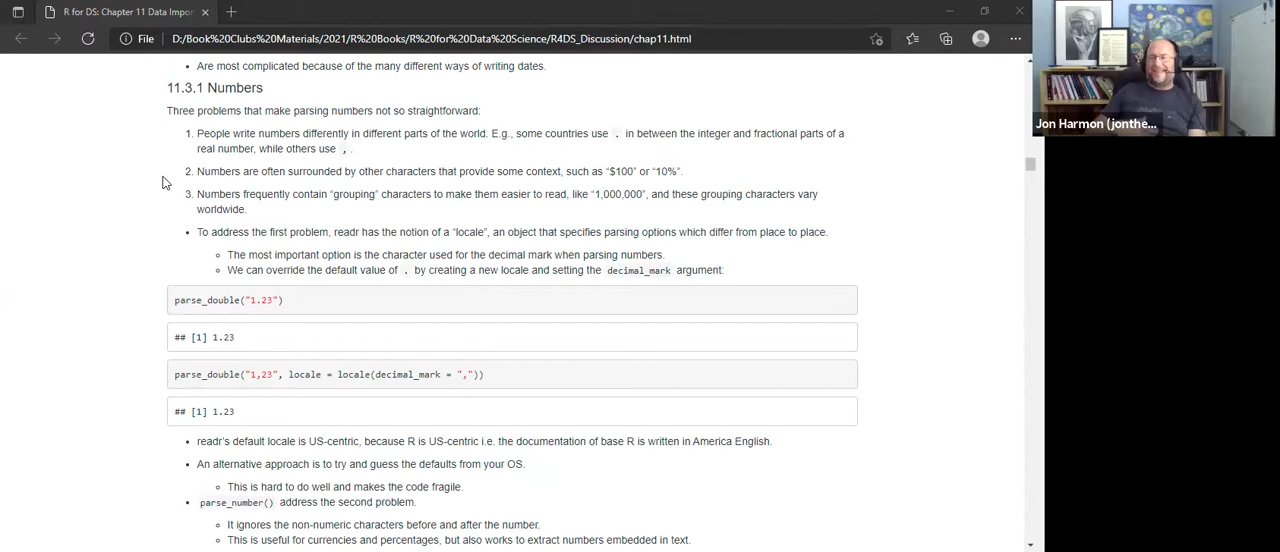 R for DS: Chapter 11 Data Impor
File D:/Book%20Clubs%20Materials/2021/R%20for%20Data%20Science/R4DS_Discussion/chap11.html
Are most complicated because of the many different ways of writing dates.
11.3.1 Numbers
Three problems that make parsing numbers not so straightforward:
1. People write numbers differently in different parts of the world. E.g., some countries use . in between the integer and fractional parts of a
real number, while others use , .
2. Numbers are often surrounded by other characters that provide some context, such as “$100” or “10%”.
3. Numbers frequently contain “grouping” characters to make them easier to read, like “1,000,000”, and these grouping characters vary
worldwide.
To address the first problem, readr has the notion of a “locale”, an object that specifies parsing options which differ from place to place.
The most important option is the character used for the decimal mark when parsing numbers.
We can override the default value of . by creating a new locale and setting the decimal_mark argument:
parse_double("1.23")
## [1] 1.23
parse_double("1,23", locale = locale(decimal_mark = ","))
## [1] 1.23
readr’s default locale is US-centric, because R is US-centric i.e. the documentation of base R is written in America English.
An alternative approach is to try and guess the defaults from your OS.
This is hard to do well and makes the code fragile.
parse_number() address the second problem.
It ignores the non-numeric characters before and after the number.
This is useful for currencies and percentages, but also works to extract numbers embedded in text.
Jon Harmon (jonthe...